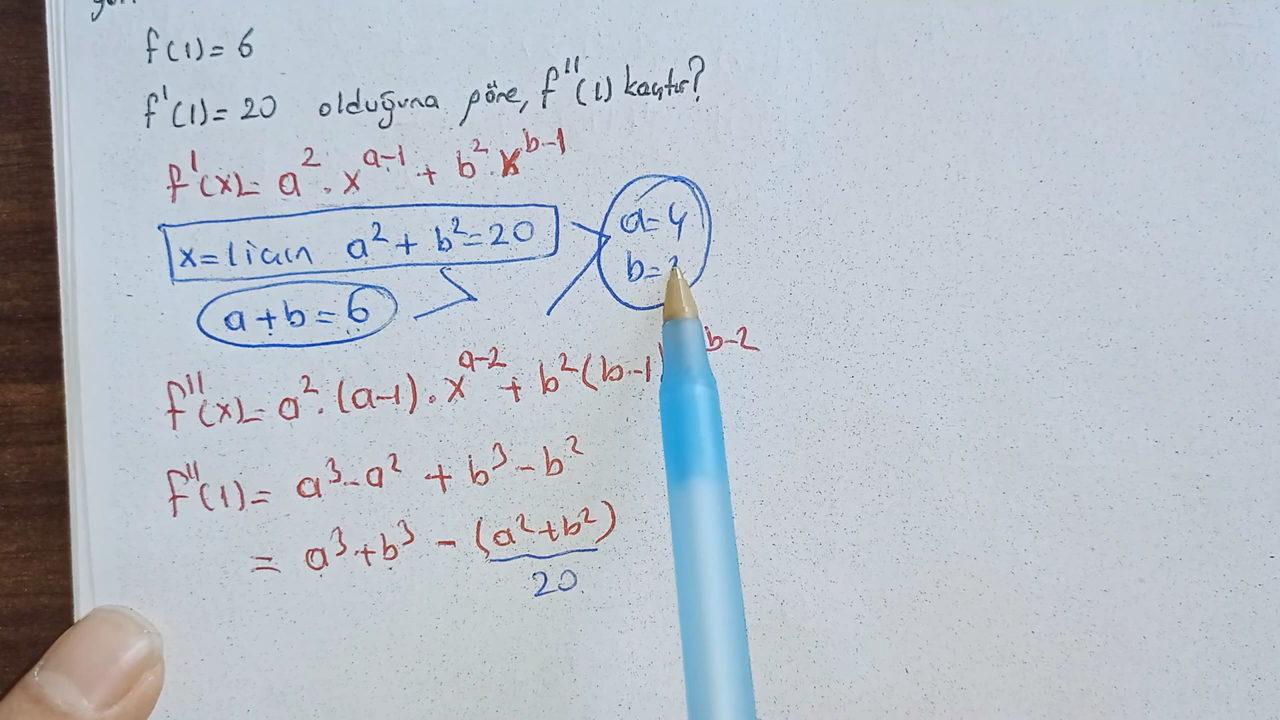 f(1)=6
f'(1)=20 olduğuna göre, f''(1) kaçtır?
f'(x)= a².x^(a-1) + b².x^(b-1)
x=1 için a²+b²=20
a=4
b=
a+b=6
f''(x)= a².(a-1).x^(a-2) + b²(b-1) b-2
f''(1)= a³-a² + b³-b²
= a³+b³ - (a²+b²)
20